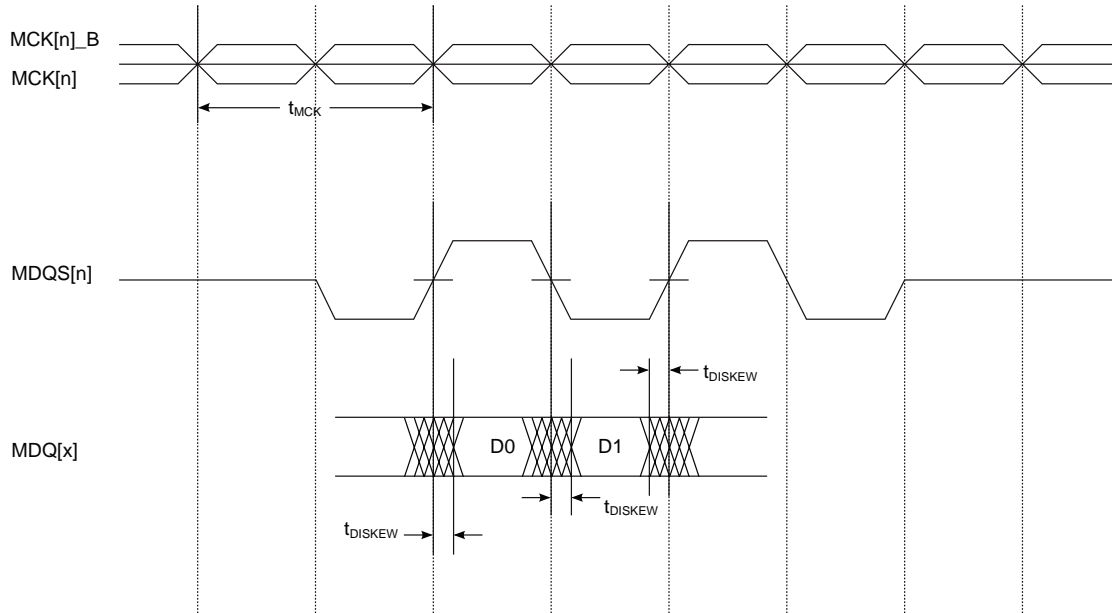 MCK[n]_B
MCK[n]
tMCK
MDQS[n]
tDISKEW
MDQ[x]
D0
D1
tDISKEW
tDISKEW